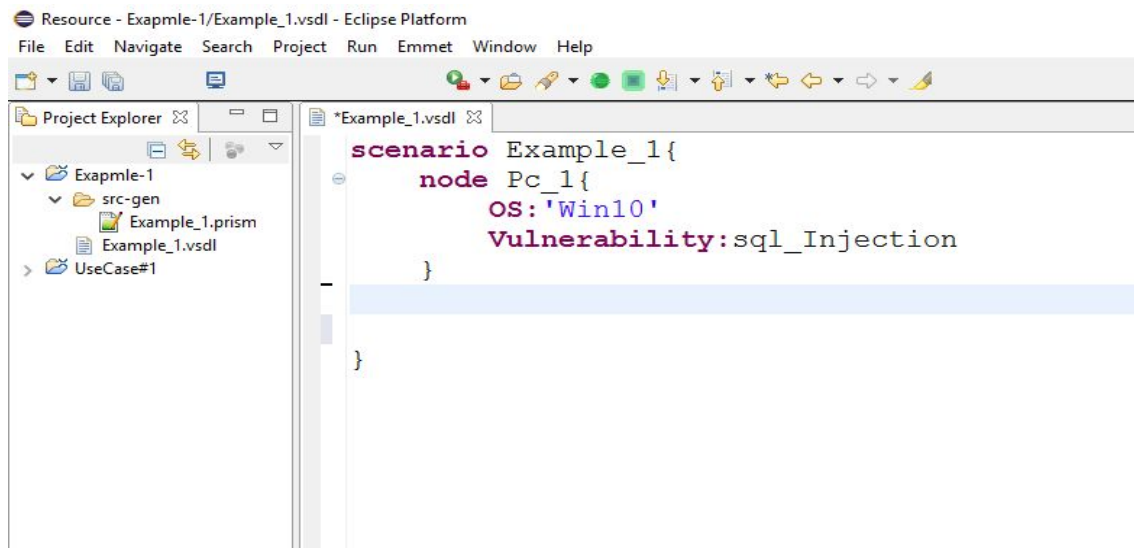 Resource - Exapmle-1/Example_1.vsdl - Eclipse Platform
File Edit Navigate Search Project Run Emmet Window Help
Project Explorer
Exapmle-1
src-gen
Example_1.prism
Example_1.vsdl
UseCase#1
*Example_1.vsdl
scenario Example_1{
node Pc_1{
OS:'Win10'
Vulnerability:sql_Injection
}
}